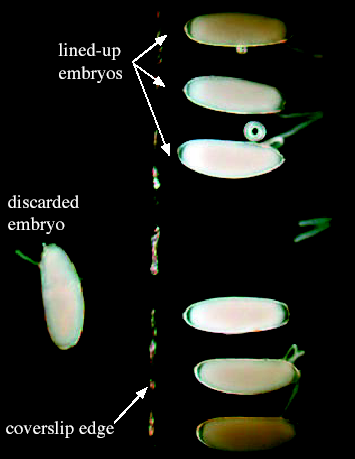 lined-up
embryos
discarded
embryo
coverslip edge